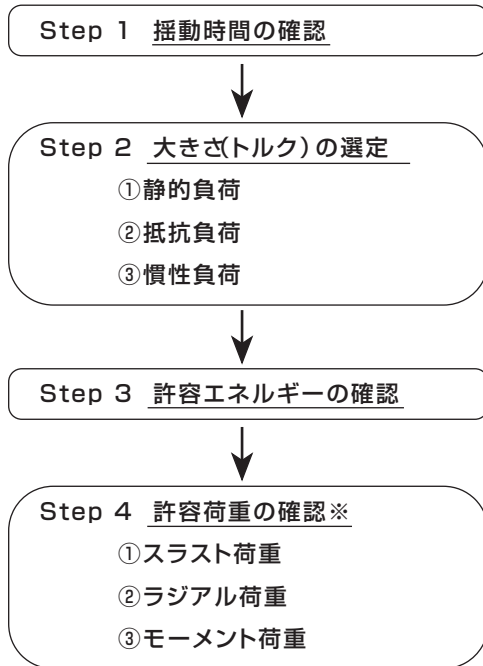 Step 1 揺動時間の確認
Step 2 大きさ(トルク)の選定
①静的負荷
②抵抗負荷
③慣性負荷
Step 3 許容エネルギーの確認
Step 4 許容荷重の確認※
①スラスト荷重
②ラジアル荷重
③モーメント荷重